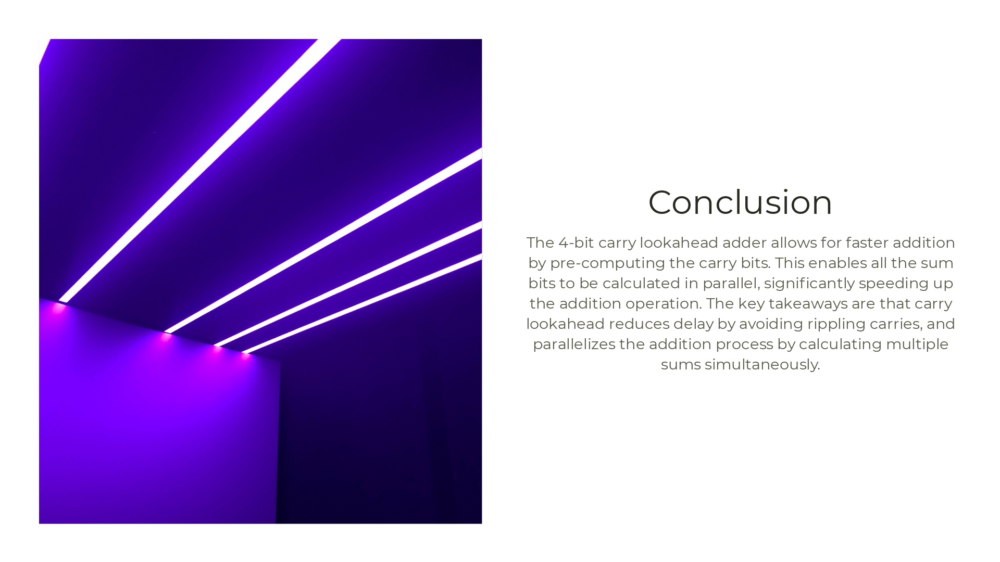 Conclusion
The 4-bit carry lookahead adder allows for faster addition
by pre-computing the carry bits. This enables all the sum
bits to be calculated in parallel, significantly speeding up
the addition operation. The key takeaways are that carry
lookahead reduces delay by avoiding rippling carries, and
parallelizes the addition process by calculating multiple
sums simultaneously.